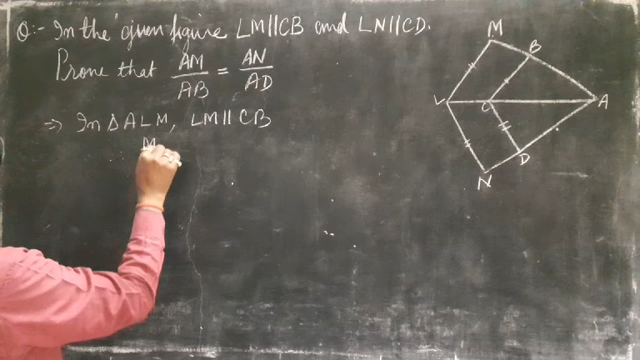 Q:- In the given figure LM||CB and LN||CD.
Prove that AM/AB = AN/AD
⇒ In Δ ALM, LM||CB
M
M
B
L
C
A
D
N